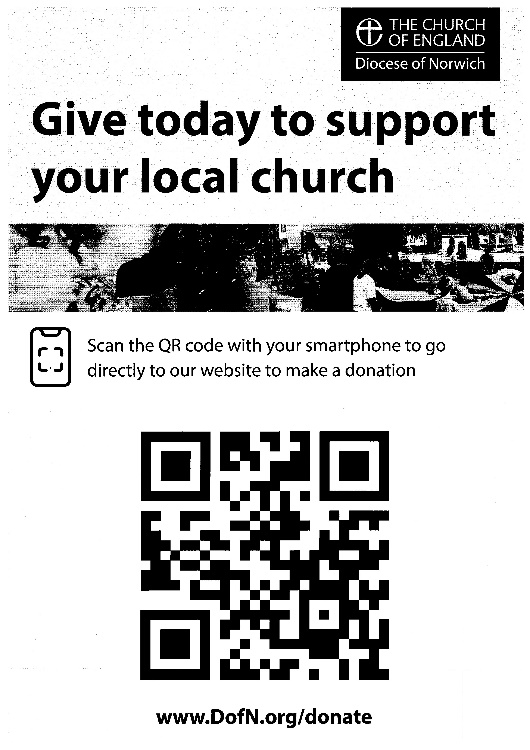 THE CHURCH
OF ENGLAND
Diocese of Norwich
Give today to support
your local church
Scan the QR code with your smartphone to go
directly to our website to make a donation
www.DofN.org/donate